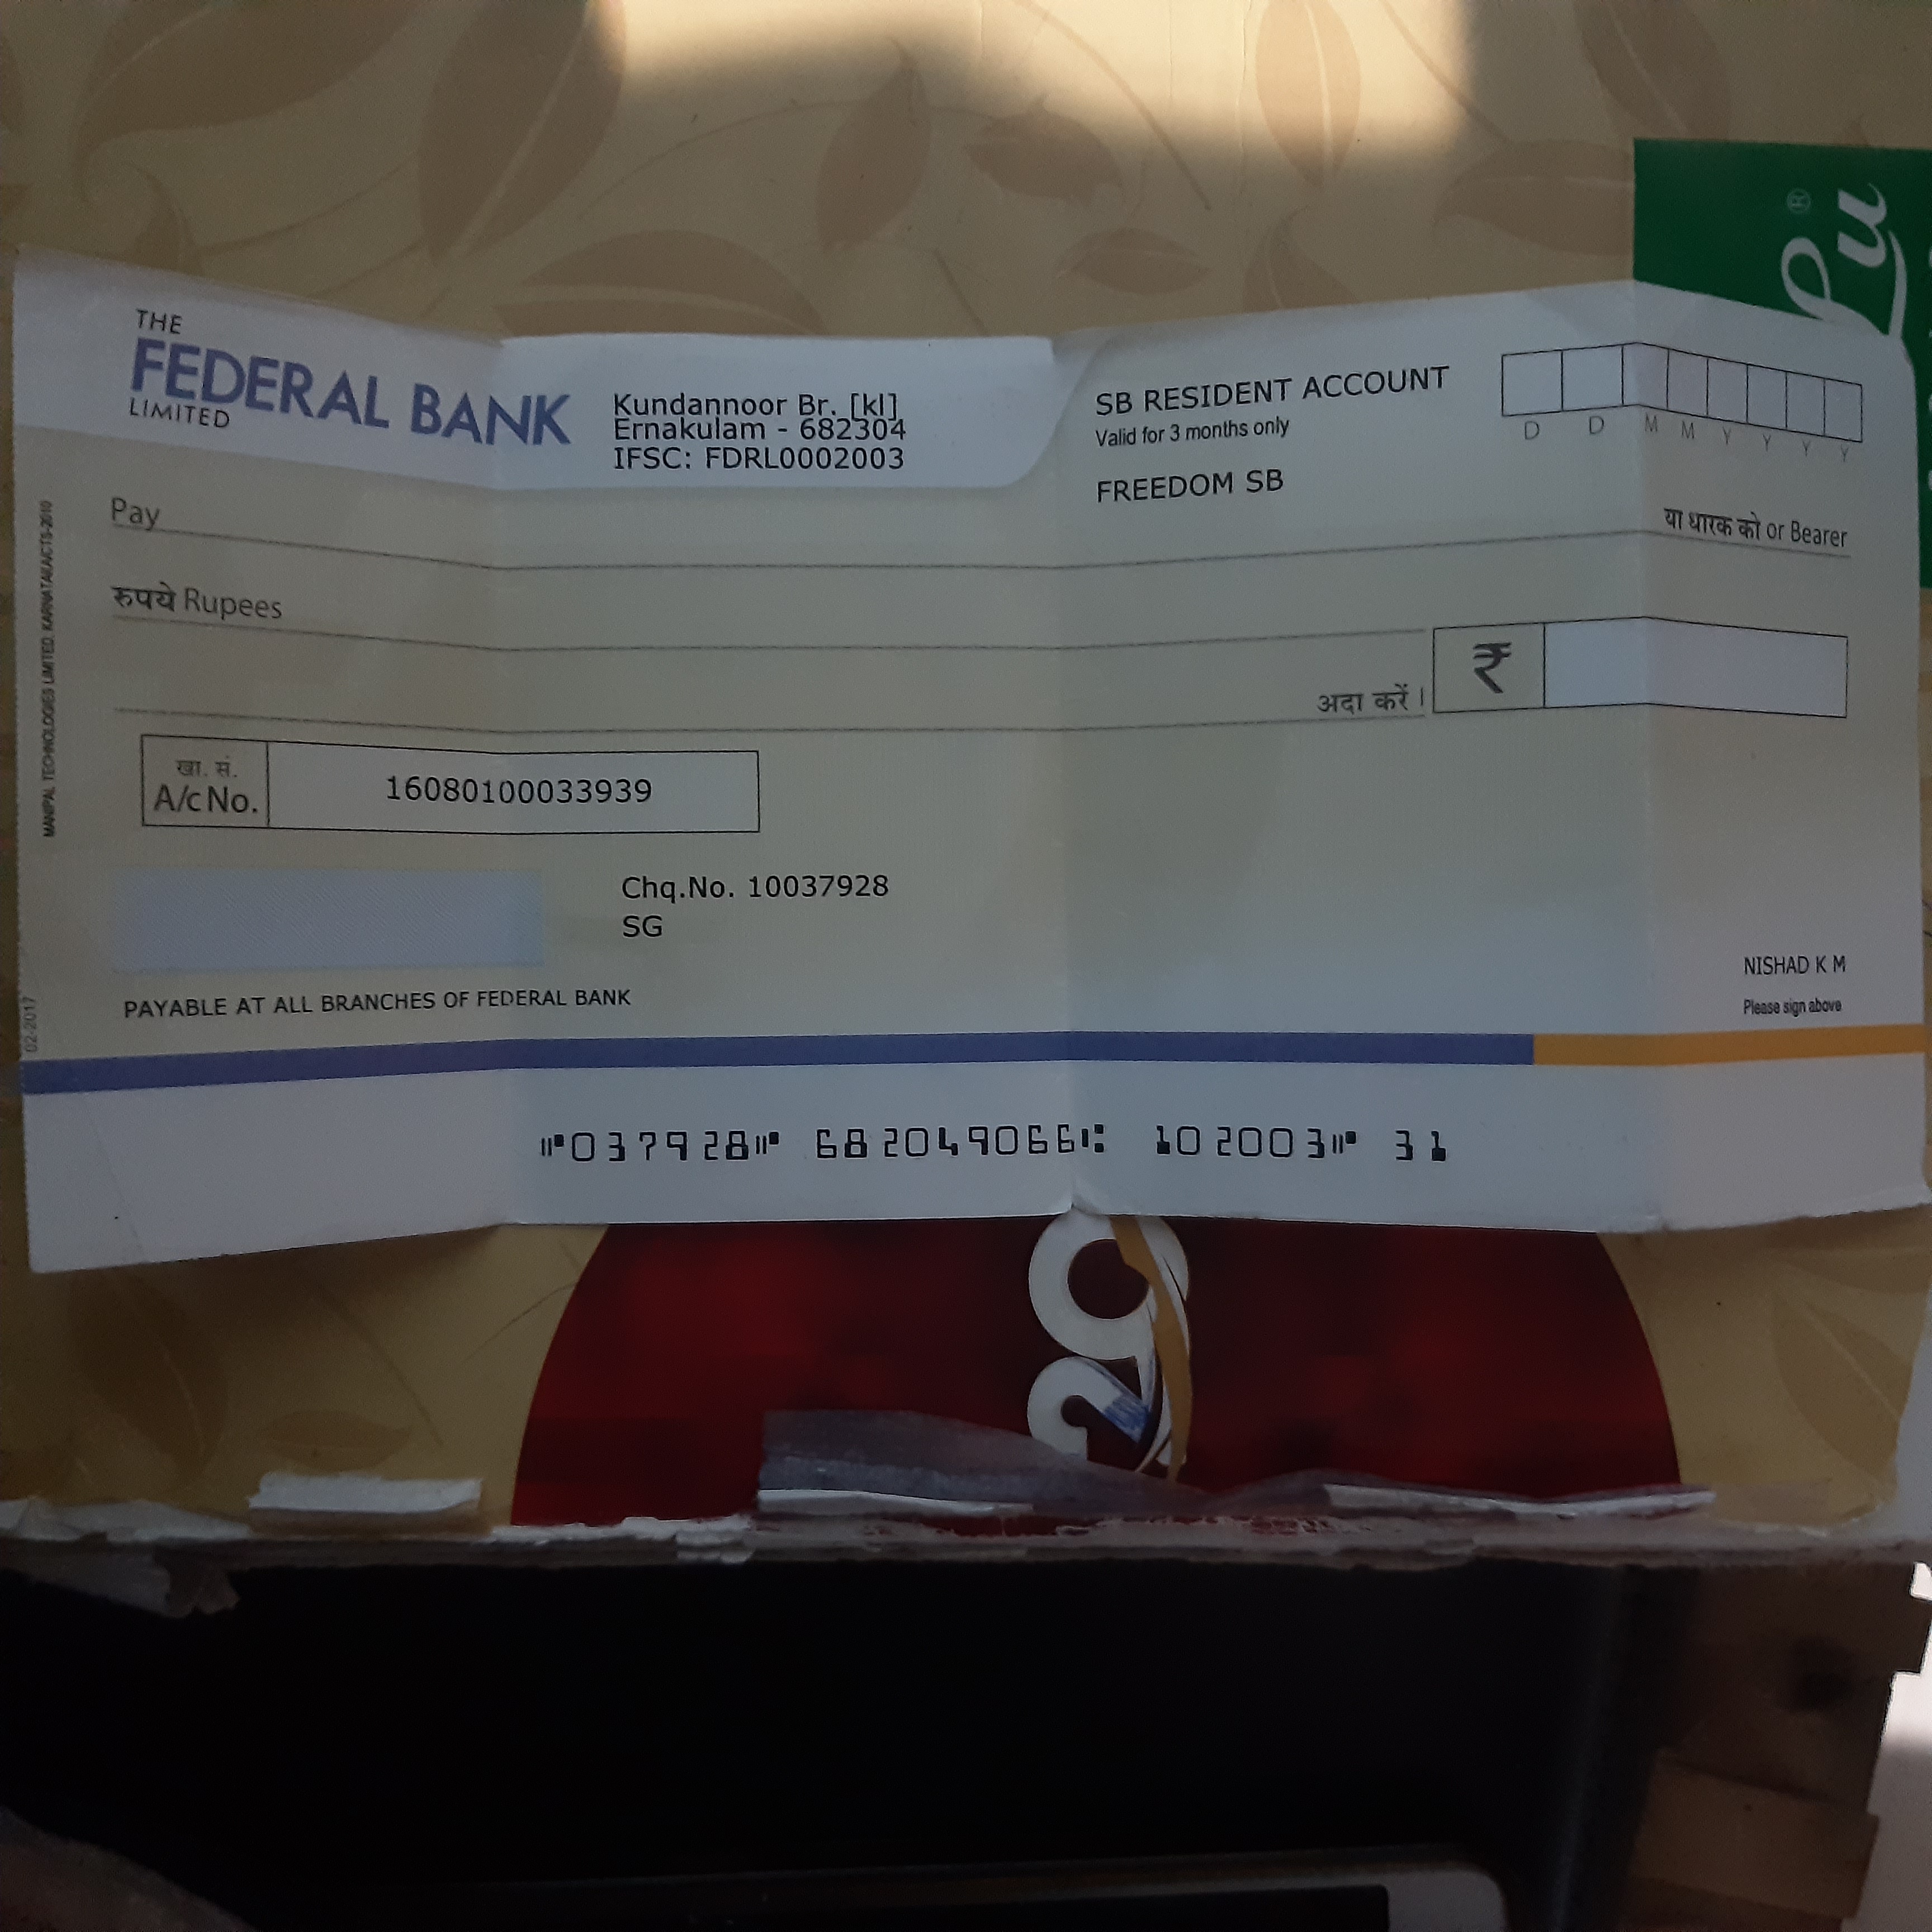 02-2017
MANIPAL TECHNOLOGIES LIMITED, KARNATAKA/CTS-2010
THE
FEDERAL BANK
LIMITED
Kundannoor Br. [kl]
Ernakulam - 682304
IFSC: FDRL0002003
SB RESIDENT ACCOUNT
Valid for 3 months only
FREEDOM SB
D D M M Y Y Y Y
Pay
या धारक को or Bearer
रुपये Rupees
अदा करें।
₹
खा. सं.
A/c No.
16080100033939
Chq.No. 10037928
SG
NISHAD K M
Please sign above
PAYABLE AT ALL BRANCHES OF FEDERAL BANK
⑈037928⑈ 682049066⑆ 102003⑈ 31
20
Lu®